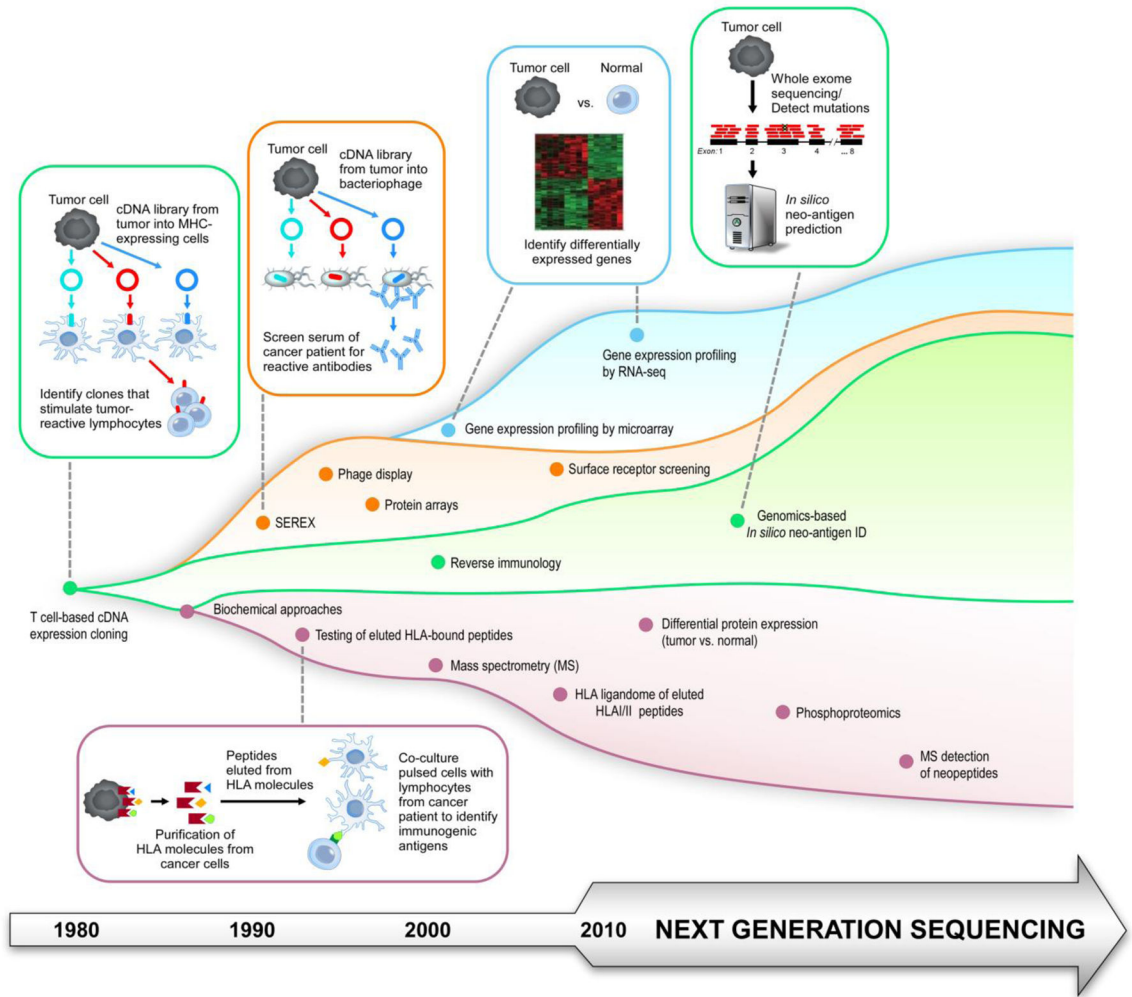 Tumor cell
cDNA library from
tumor into MHC-
expressing cells
Identify clones that
stimulate tumor-
reactive lymphocytes
Tumor cell
cDNA library
from tumor into
bacteriophage
Screen serum of
cancer patient for
reactive antibodies
Tumor cell
Normal
vs.
Identify differentially
expressed genes
Tumor cell
Whole exome
sequencing/
Detect mutations
Exon: 1 2 3 4 ... 8
In silico
neo-antigen
prediction
Gene expression profiling
by RNA-seq
Gene expression profiling by microarray
Phage display
Surface receptor screening
Protein arrays
SEREX
Genomics-based
In silico neo-antigen ID
Reverse immunology
T cell-based cDNA
expression cloning
Biochemical approaches
Testing of eluted HLA-bound peptides
Differential protein expression
(tumor vs. normal)
Mass spectrometry (MS)
HLA ligandome of eluted
HLAI/II peptides
Phosphoproteomics
MS detection
of neopeptides
Peptides
eluted from
HLA molecules
Purification of
HLA molecules from
cancer cells
Co-culture
pulsed cells with
lymphocytes
from cancer
patient to identify
immunogenic
antigens
1980 1990 2000 2010 NEXT GENERATION SEQUENCING